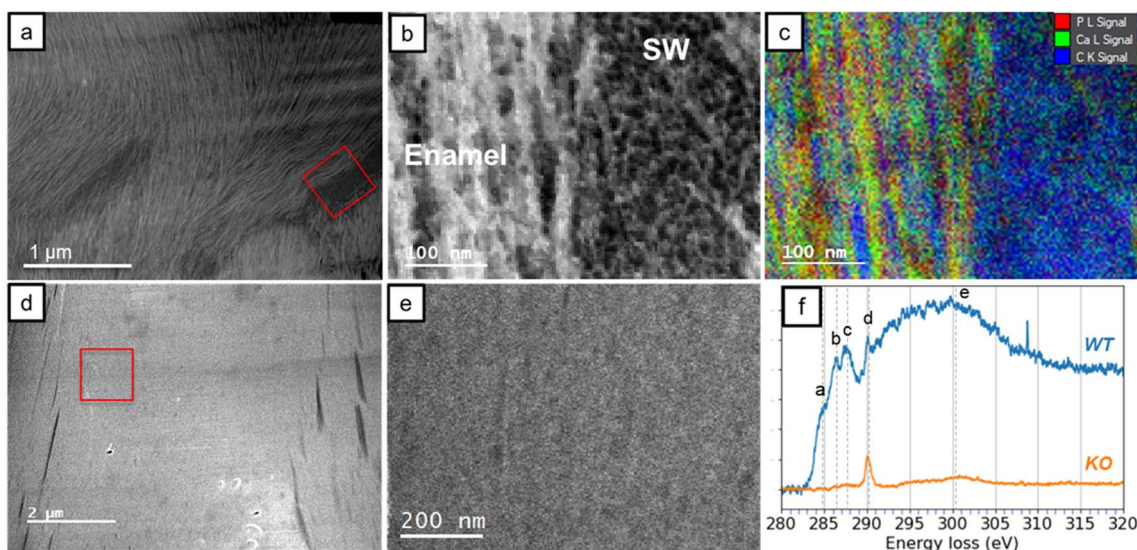 a
1 µm
b
SW
Enamel
100 nm
c
P L Signal
Ca L Signal
C K Signal
100 nm
d
2 µm
e
200 nm
f
a
b
c
d
e
WT
KO
280 285 290 295 300 305 310 315 320
Energy loss (eV)